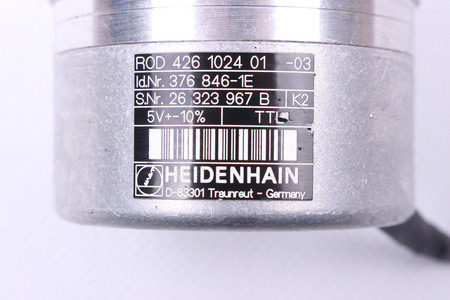 ROD 426 1024 01 -03
Id.Nr. 376 846-1E
S.Nr. 26 323 967 B K2
5V+-10% TTL
HEIDENHAIN
D-83301 Traunreut - Germany